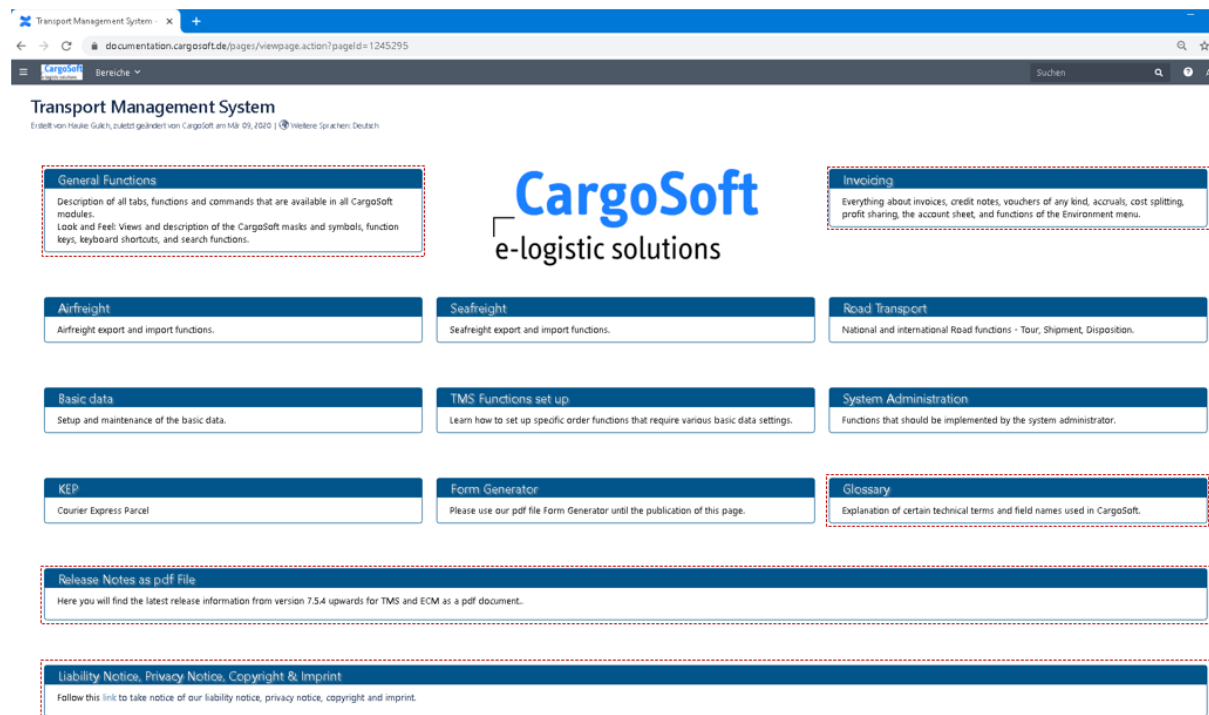 Transport Management System -
documentation.cargosoft.de/pages/viewpage.action?pageId=1245295
CargoSoft
e-logistic solutions
Bereiche
Suchen
Transport Management System
Erstellt von Hauke Gülich, zuletzt geändert von CargoSoft am Mär 09, 2020 | Weitere Sprachen: Deutsch
General Functions
Description of all tabs, functions and commands that are available in all CargoSoft
modules.
Look and Feel: Views and description of the CargoSoft masks and symbols, function
keys, keyboard shortcuts, and search functions.
CargoSoft
e-logistic solutions
Invoicing
Everything about invoices, credit notes, vouchers of any kind, accruals, cost splitting,
profit sharing, the account sheet, and functions of the Environment menu.
Airfreight
Airfreight export and import functions.
Seafreight
Seafreight export and import functions.
Road Transport
National and international Road functions - Tour, Shipment, Disposition.
Basic data
Setup and maintenance of the basic data.
TMS Functions set up
Learn how to set up specific order functions that require various basic data settings.
System Administration
Functions that should be implemented by the system administrator.
KEP
Courier Express Parcel
Form Generator
Please use our pdf file Form Generator until the publication of this page.
Glossary
Explanation of certain technical terms and field names used in CargoSoft.
Release Notes as pdf File
Here you will find the latest release information from version 7.5.4 upwards for TMS and ECM as a pdf document..
Liability Notice, Privacy Notice, Copyright & Imprint
Follow this link to take notice of our liability notice, privacy notice, copyright and imprint.